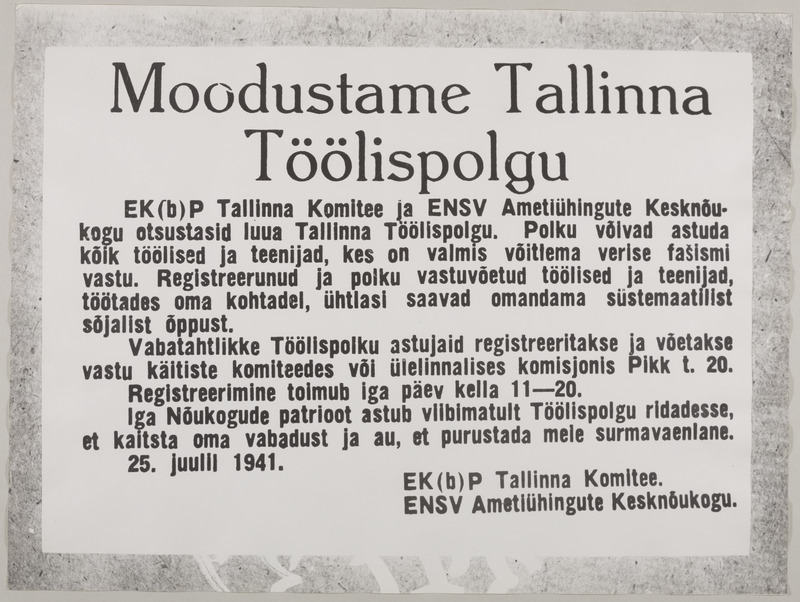 Moodustame Tallinna
Töölispolgu
EK(b)P Tallinna Komitee ja ENSV Ametiühingute Kesknõu-
kogu otsustasid luua Tallinna Töölispolgu. Polku võivad astuda
kõik töölised ja teenijad, kes on valmis võitlema verise fašismi
vastu. Registreerunud ja polku vastuvõetud töölised ja teenijad,
töötades oma kohtadel, ühtlasi saavad omandama süstemaatilist
sõjalist õppust.
Vabatahtlikke Töölispolku astujaid registreeritakse ja võetakse
vastu käitiste komiteedes või ülelinnalises komisjonis Pikk t. 20.
Registreerimine toimub iga päev kella 11—20.
Iga Nõukogude patrioot astub viibimatult Töölispolgu ridadesse,
et kaitsta oma vabadust ja au, et purustada meie surmavaenlane.
25. juulil 1941.
EK(b)P Tallinna Komitee.
ENSV Ametiühingute Kesknõukogu.